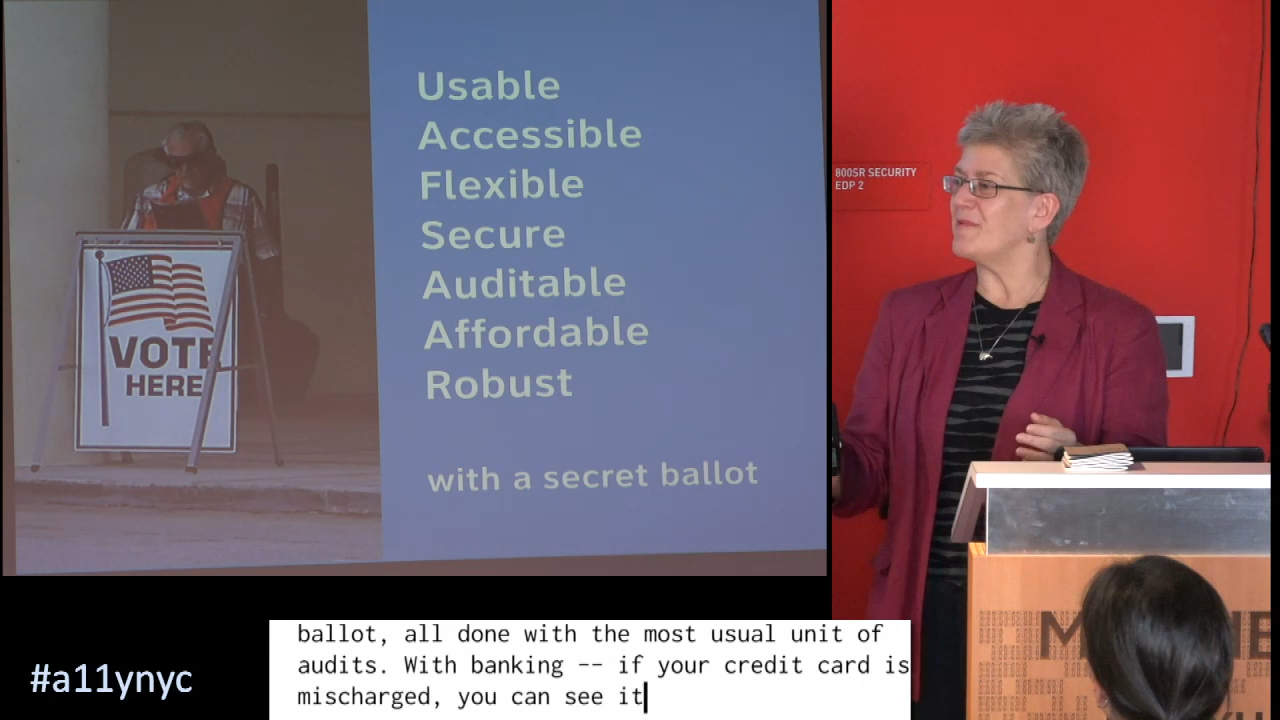 Usable
Accessible
Flexible
Secure
Auditable
Affordable
Robust
with a secret ballot
VOTE
HERE
800SR SECURITY
EDP 2
#a11ynyc
ballot, all done with the most usual unit of
audits. With banking -- if your credit card is
mischarged, you can see it